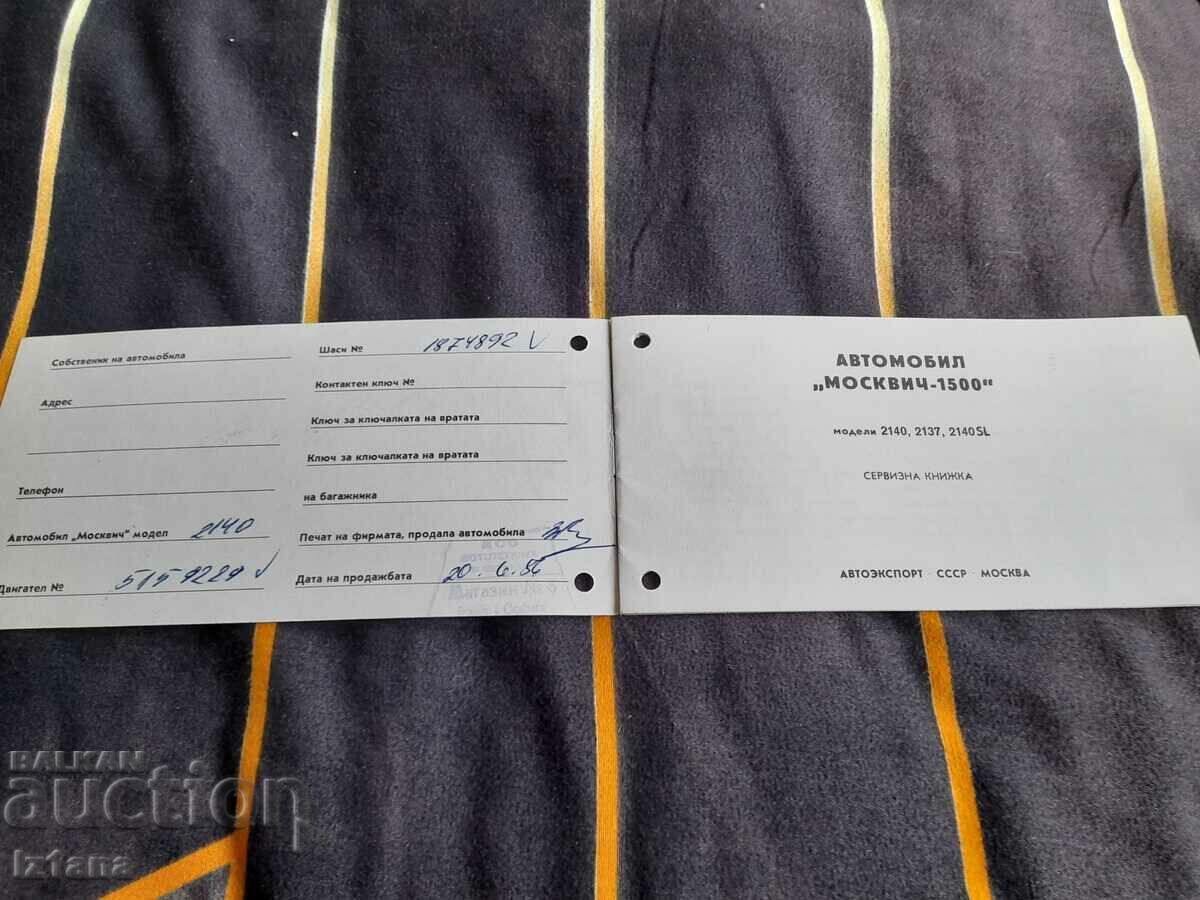 Собственик на автомобила
Адрес
Телефон
Автомобил „Москвич" модел 2140
Двигател № 5159229 V
Шаси № 1874892 V
Контактен ключ №
Ключ за ключалката на вратата
Ключ за ключалката на вратата
на багажника
Печат на фирмата, продала автомобила
Дата на продажбата 20.6.86
АВТОМОБИЛ
„МОСКВИЧ-1500"
модели 2140, 2137, 2140SL
СЕРВИЗНА КНИЖКА
АВТОЕКСПОРТ СССР МОСКВА
BALKAN
auction
Iztana